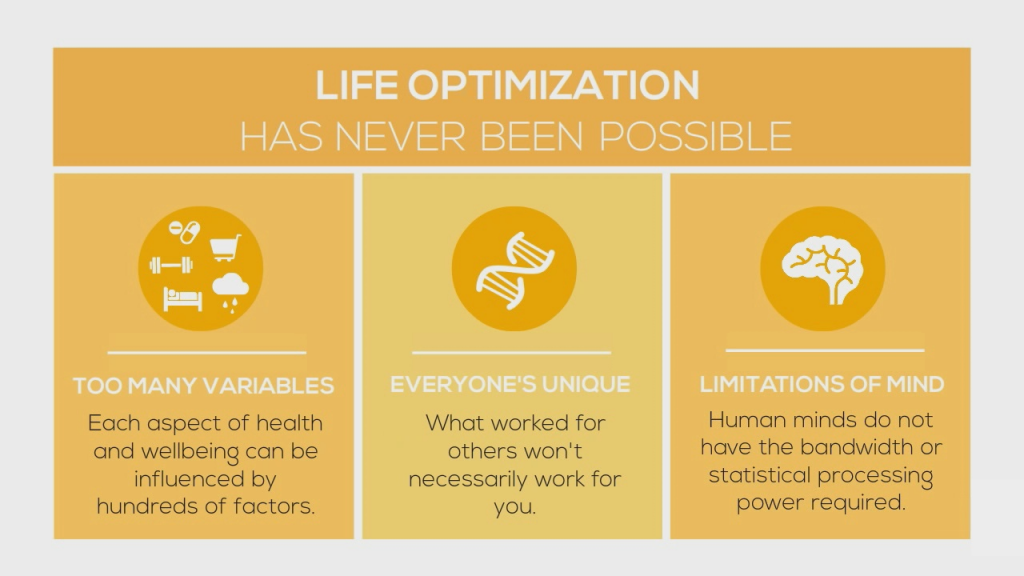 LIFE OPTIMIZATION
HAS NEVER BEEN POSSIBLE
TOO MANY VARIABLES
Each aspect of health
and wellbeing can be
influenced by
hundreds of factors.
EVERYONE'S UNIQUE
What worked for
others won't
necessarily work for
you.
LIMITATIONS OF MIND
Human minds do not
have the bandwidth or
statistical processing
power required.